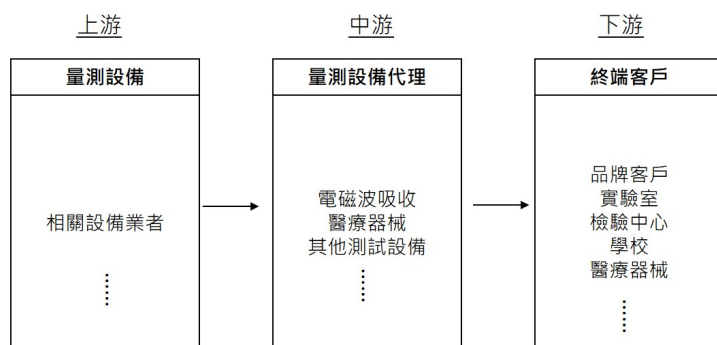 上游
中游
下游
量測設備
量測設備代理
終端客戶
相關設備業者
⋮
電磁波吸收
醫療器械
其他測試設備
⋮
品牌客戶
實驗室
檢驗中心
學校
醫療器械
⋮